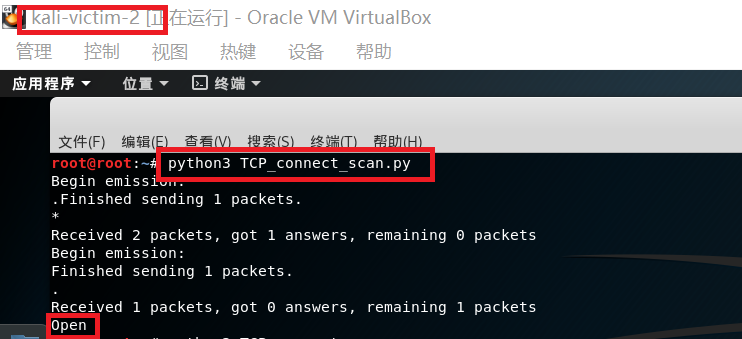 kali-victim-2 [正在运行] - Oracle VM VirtualBox
管理 控制 视图 热键 设备 帮助
应用程序 位置 终端
文件(F) 编辑(E) 查看(V) 搜索(S) 终端(T) 帮助(H)
root@root:~# python3 TCP_connect_scan.py
Begin emission:
.Finished sending 1 packets.
*
Received 2 packets, got 1 answers, remaining 0 packets
Begin emission:
Finished sending 1 packets.
.
Received 1 packets, got 0 answers, remaining 1 packets
Open